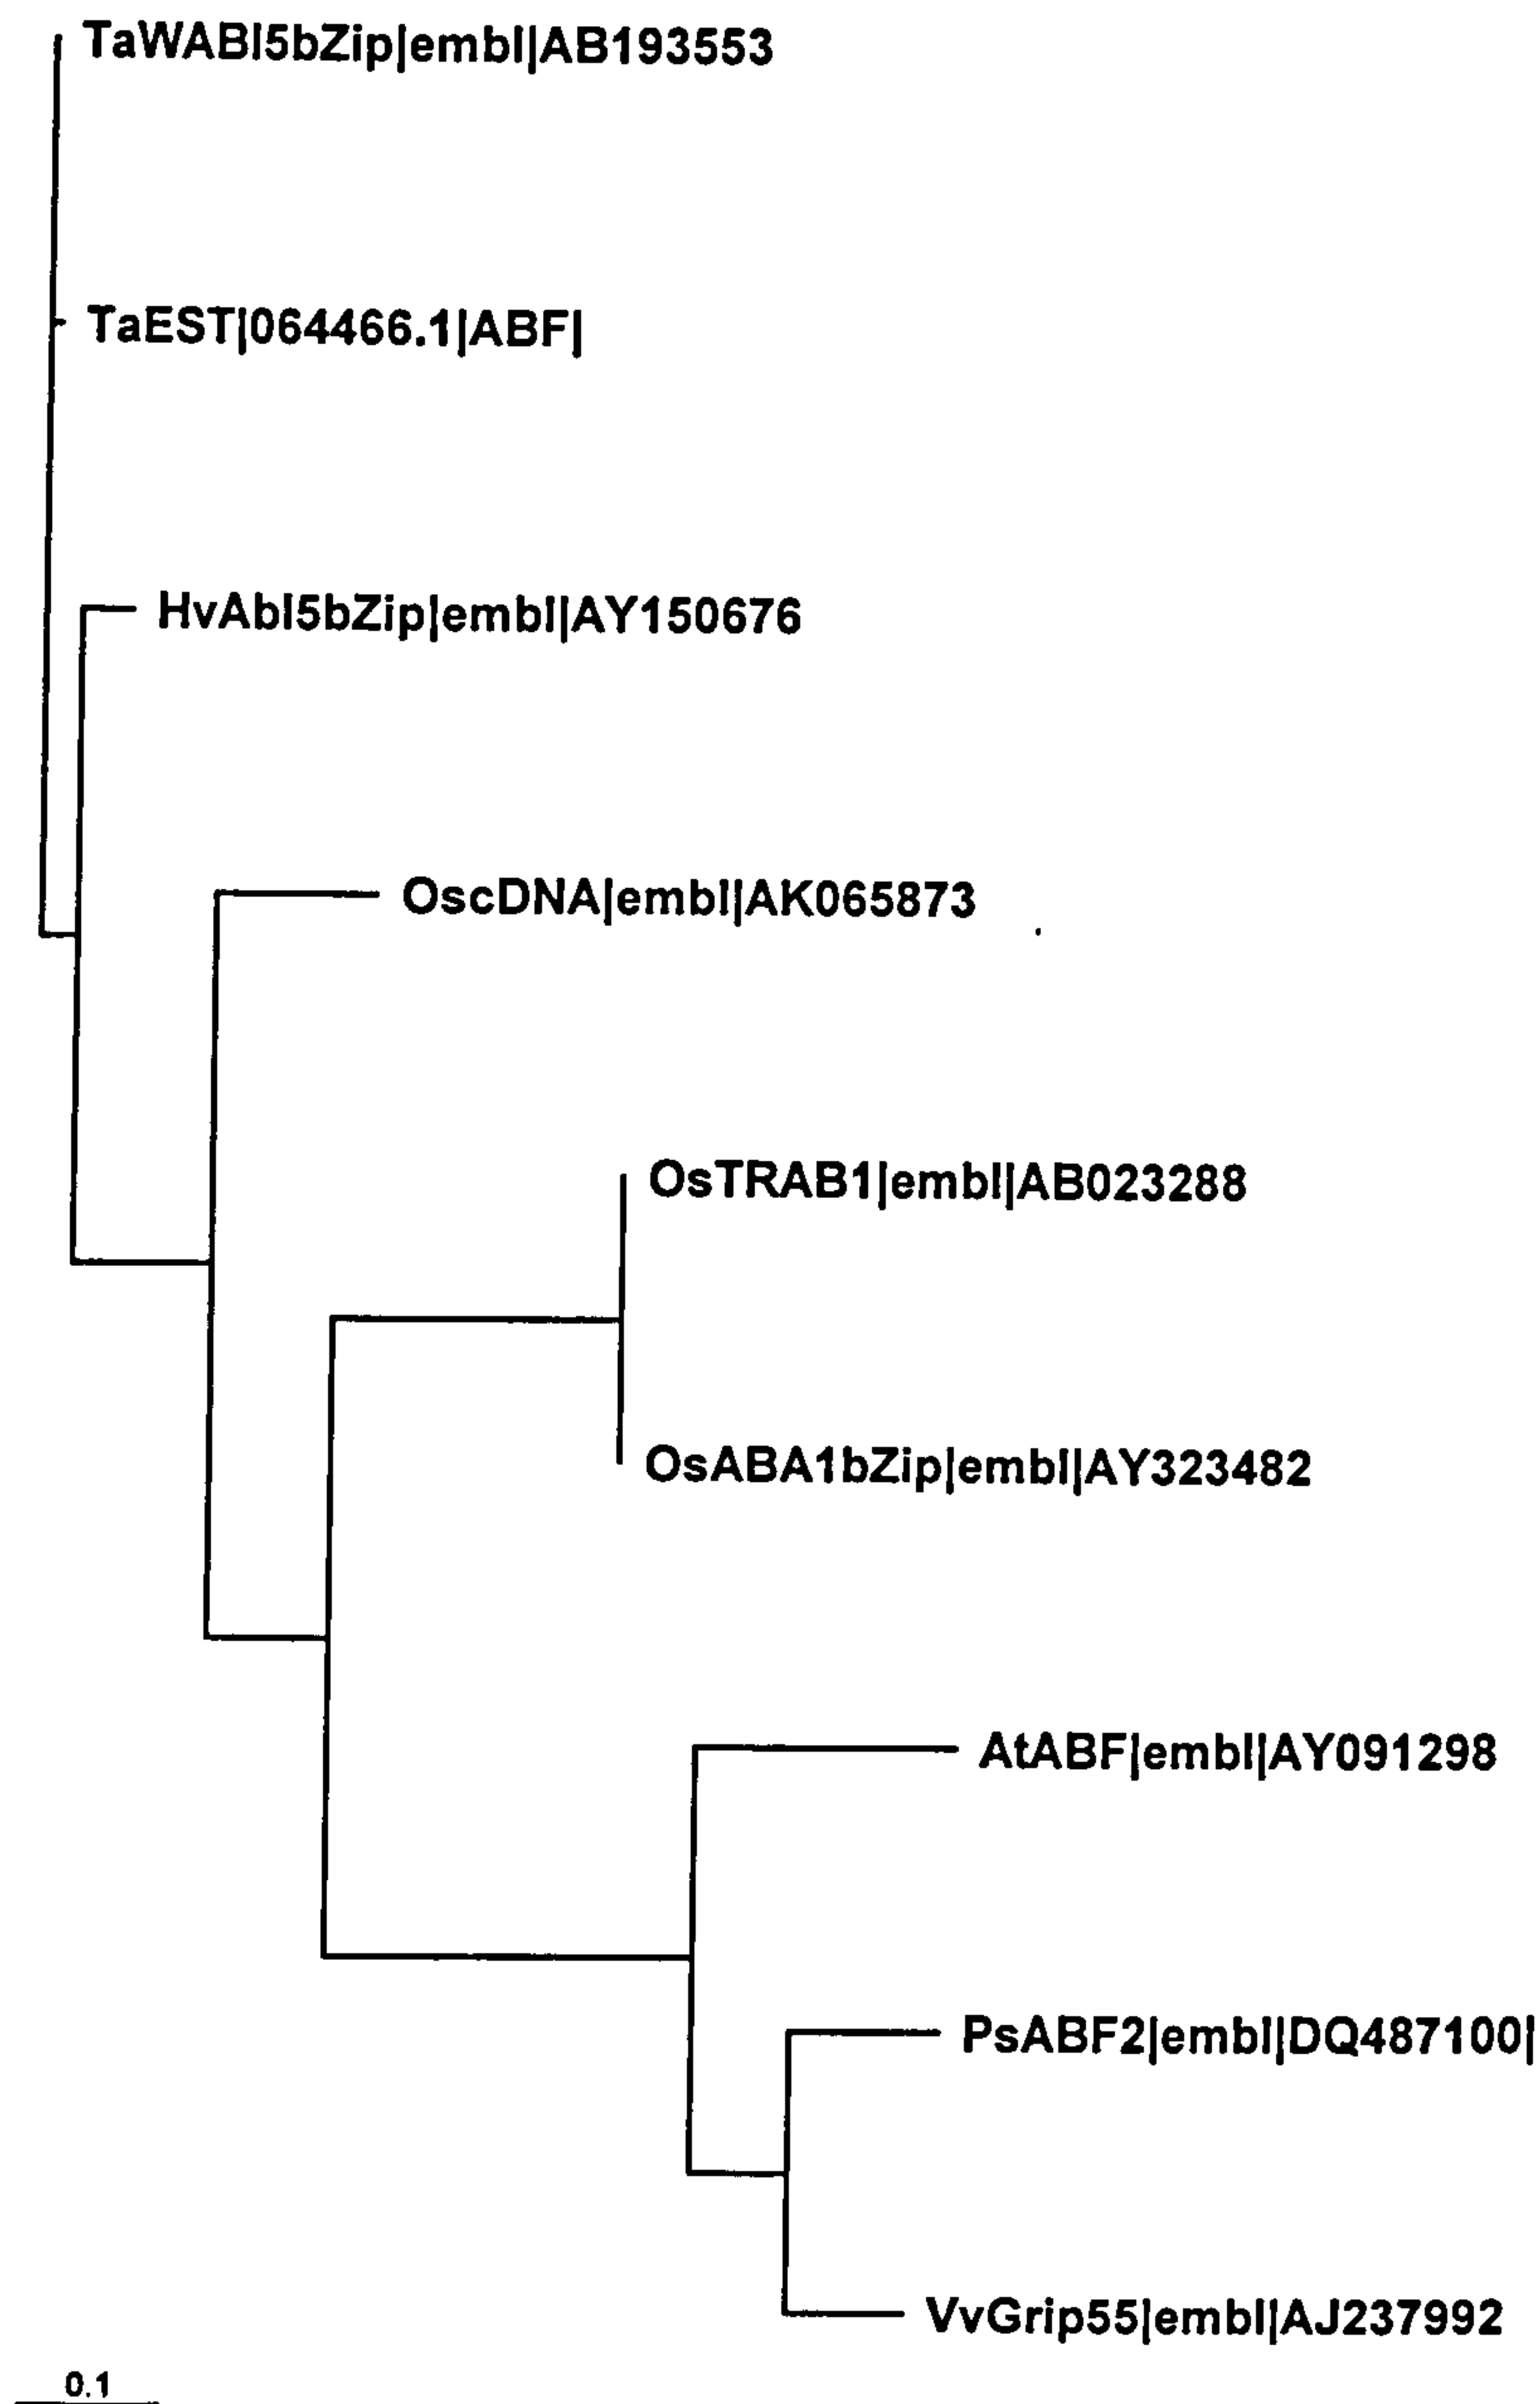 TaWABI5bZip|embl|AB193553
TaEST|064466.1|ABF|
HvAbI5bZip|embl|AY150676
OscDNA|embl|AK065873
OsTRAB1|embl|AB023288
OsABA1bZip|embl|AY323482
AtABF|embl|AY091298
PsABF2|embl|DQ487100|
VvGrip55|embl|AJ237992
0.1